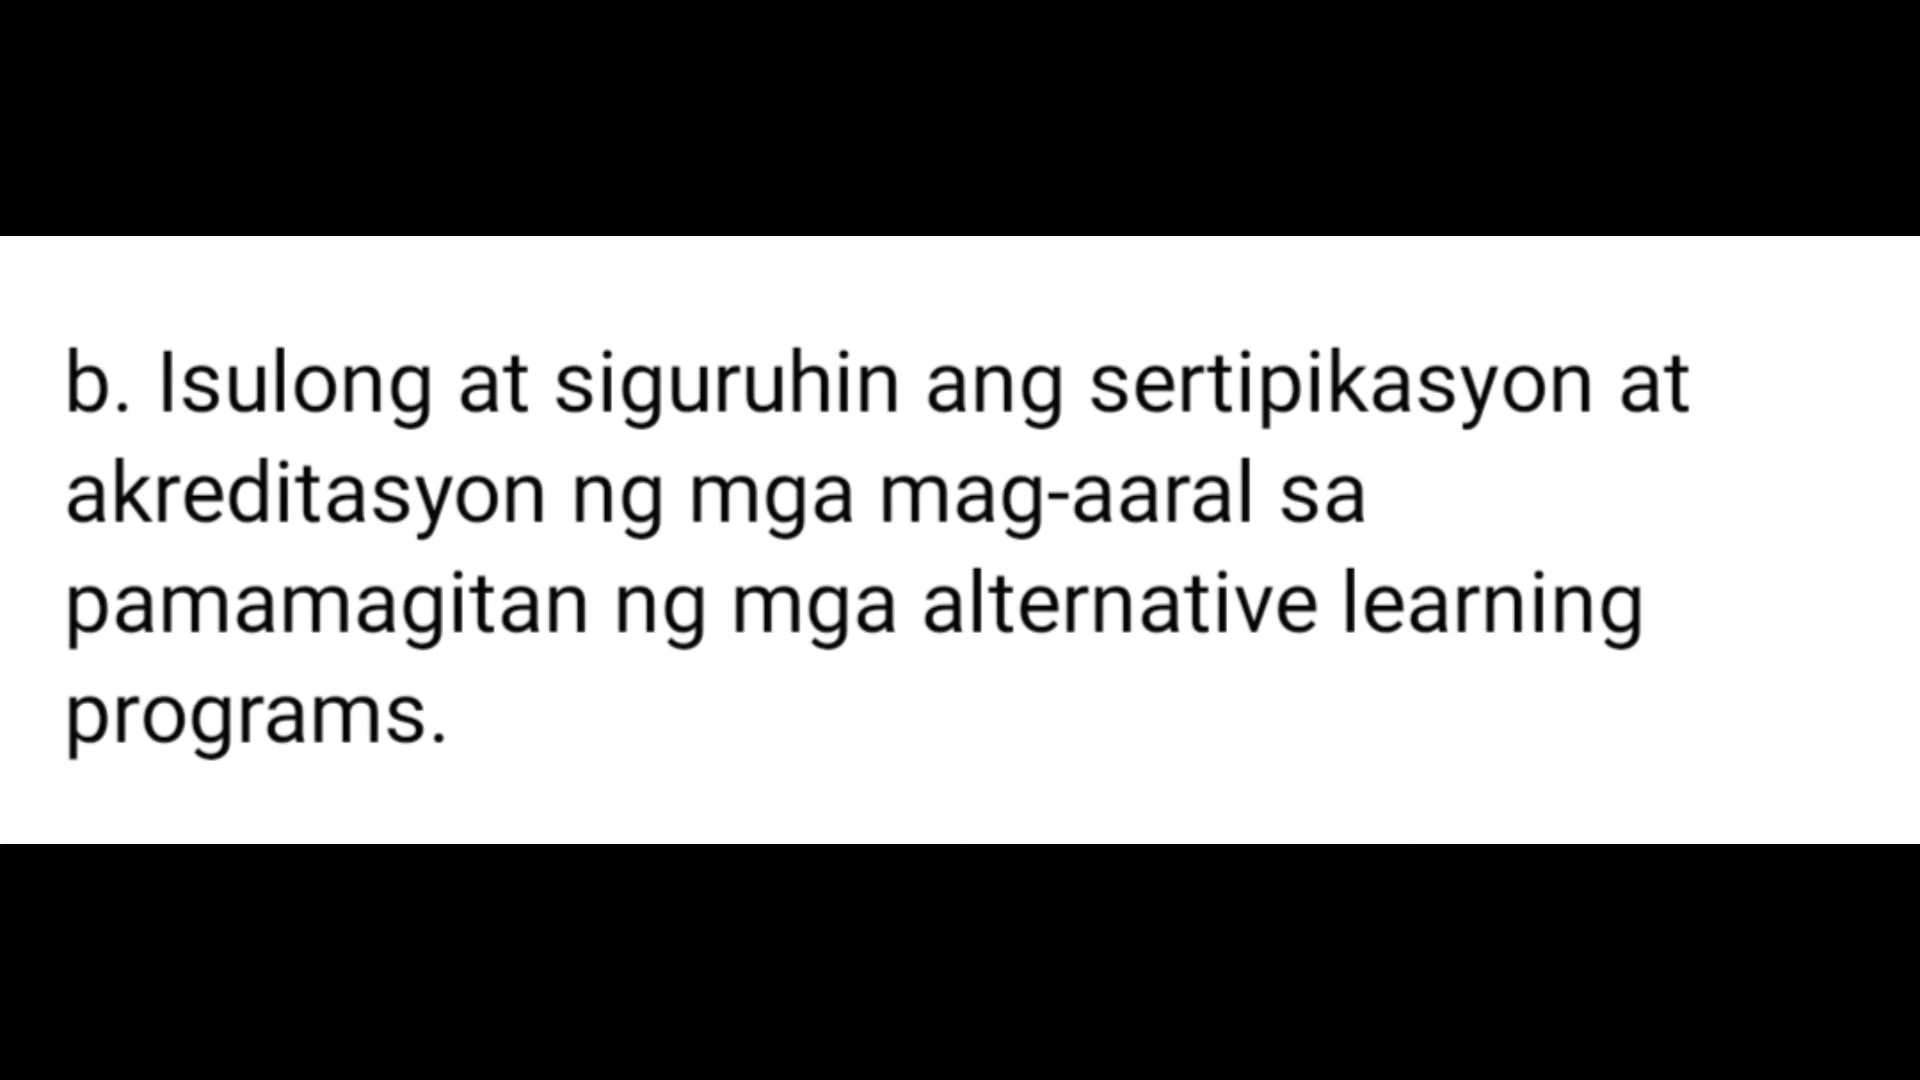 b. Isulong at siguruhin ang sertipikasyon at
akreditasyon ng mga mag-aaral sa
pamamagitan ng mga alternative learning
programs.